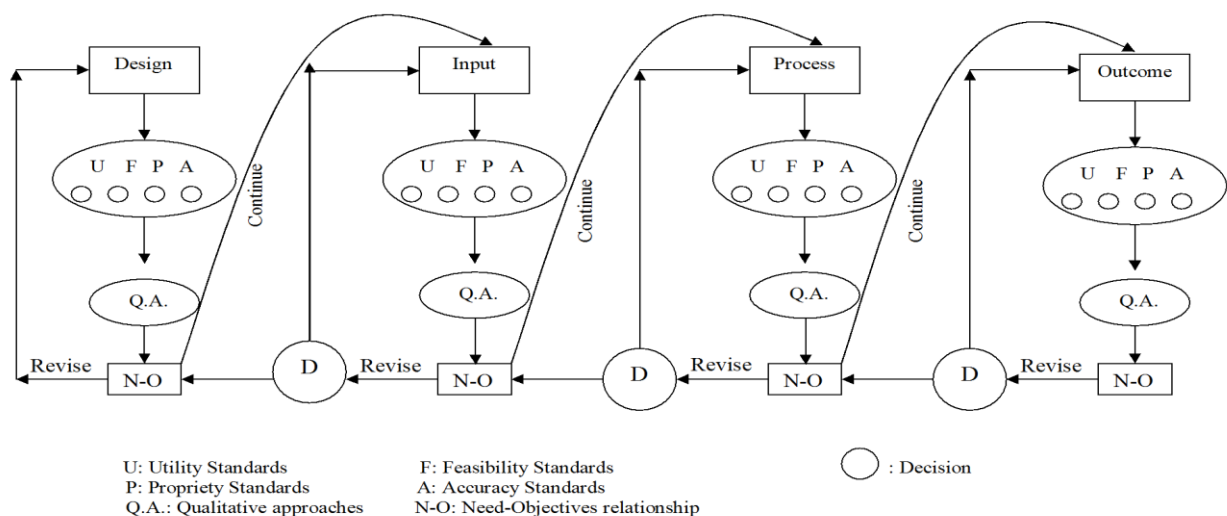 Design
Input
Process
Outcome
U F P A
U F P A
U F P A
U F P A
Continue
Continue
Continue
Q.A.
Q.A.
Q.A.
Q.A.
Revise
N-O
D
Revise
N-O
D
Revise
N-O
D
Revise
N-O
U: Utility Standards
F: Feasibility Standards
: Decision
P: Propriety Standards
A: Accuracy Standards
Q.A.: Qualitative approaches
N-O: Need-Objectives relationship